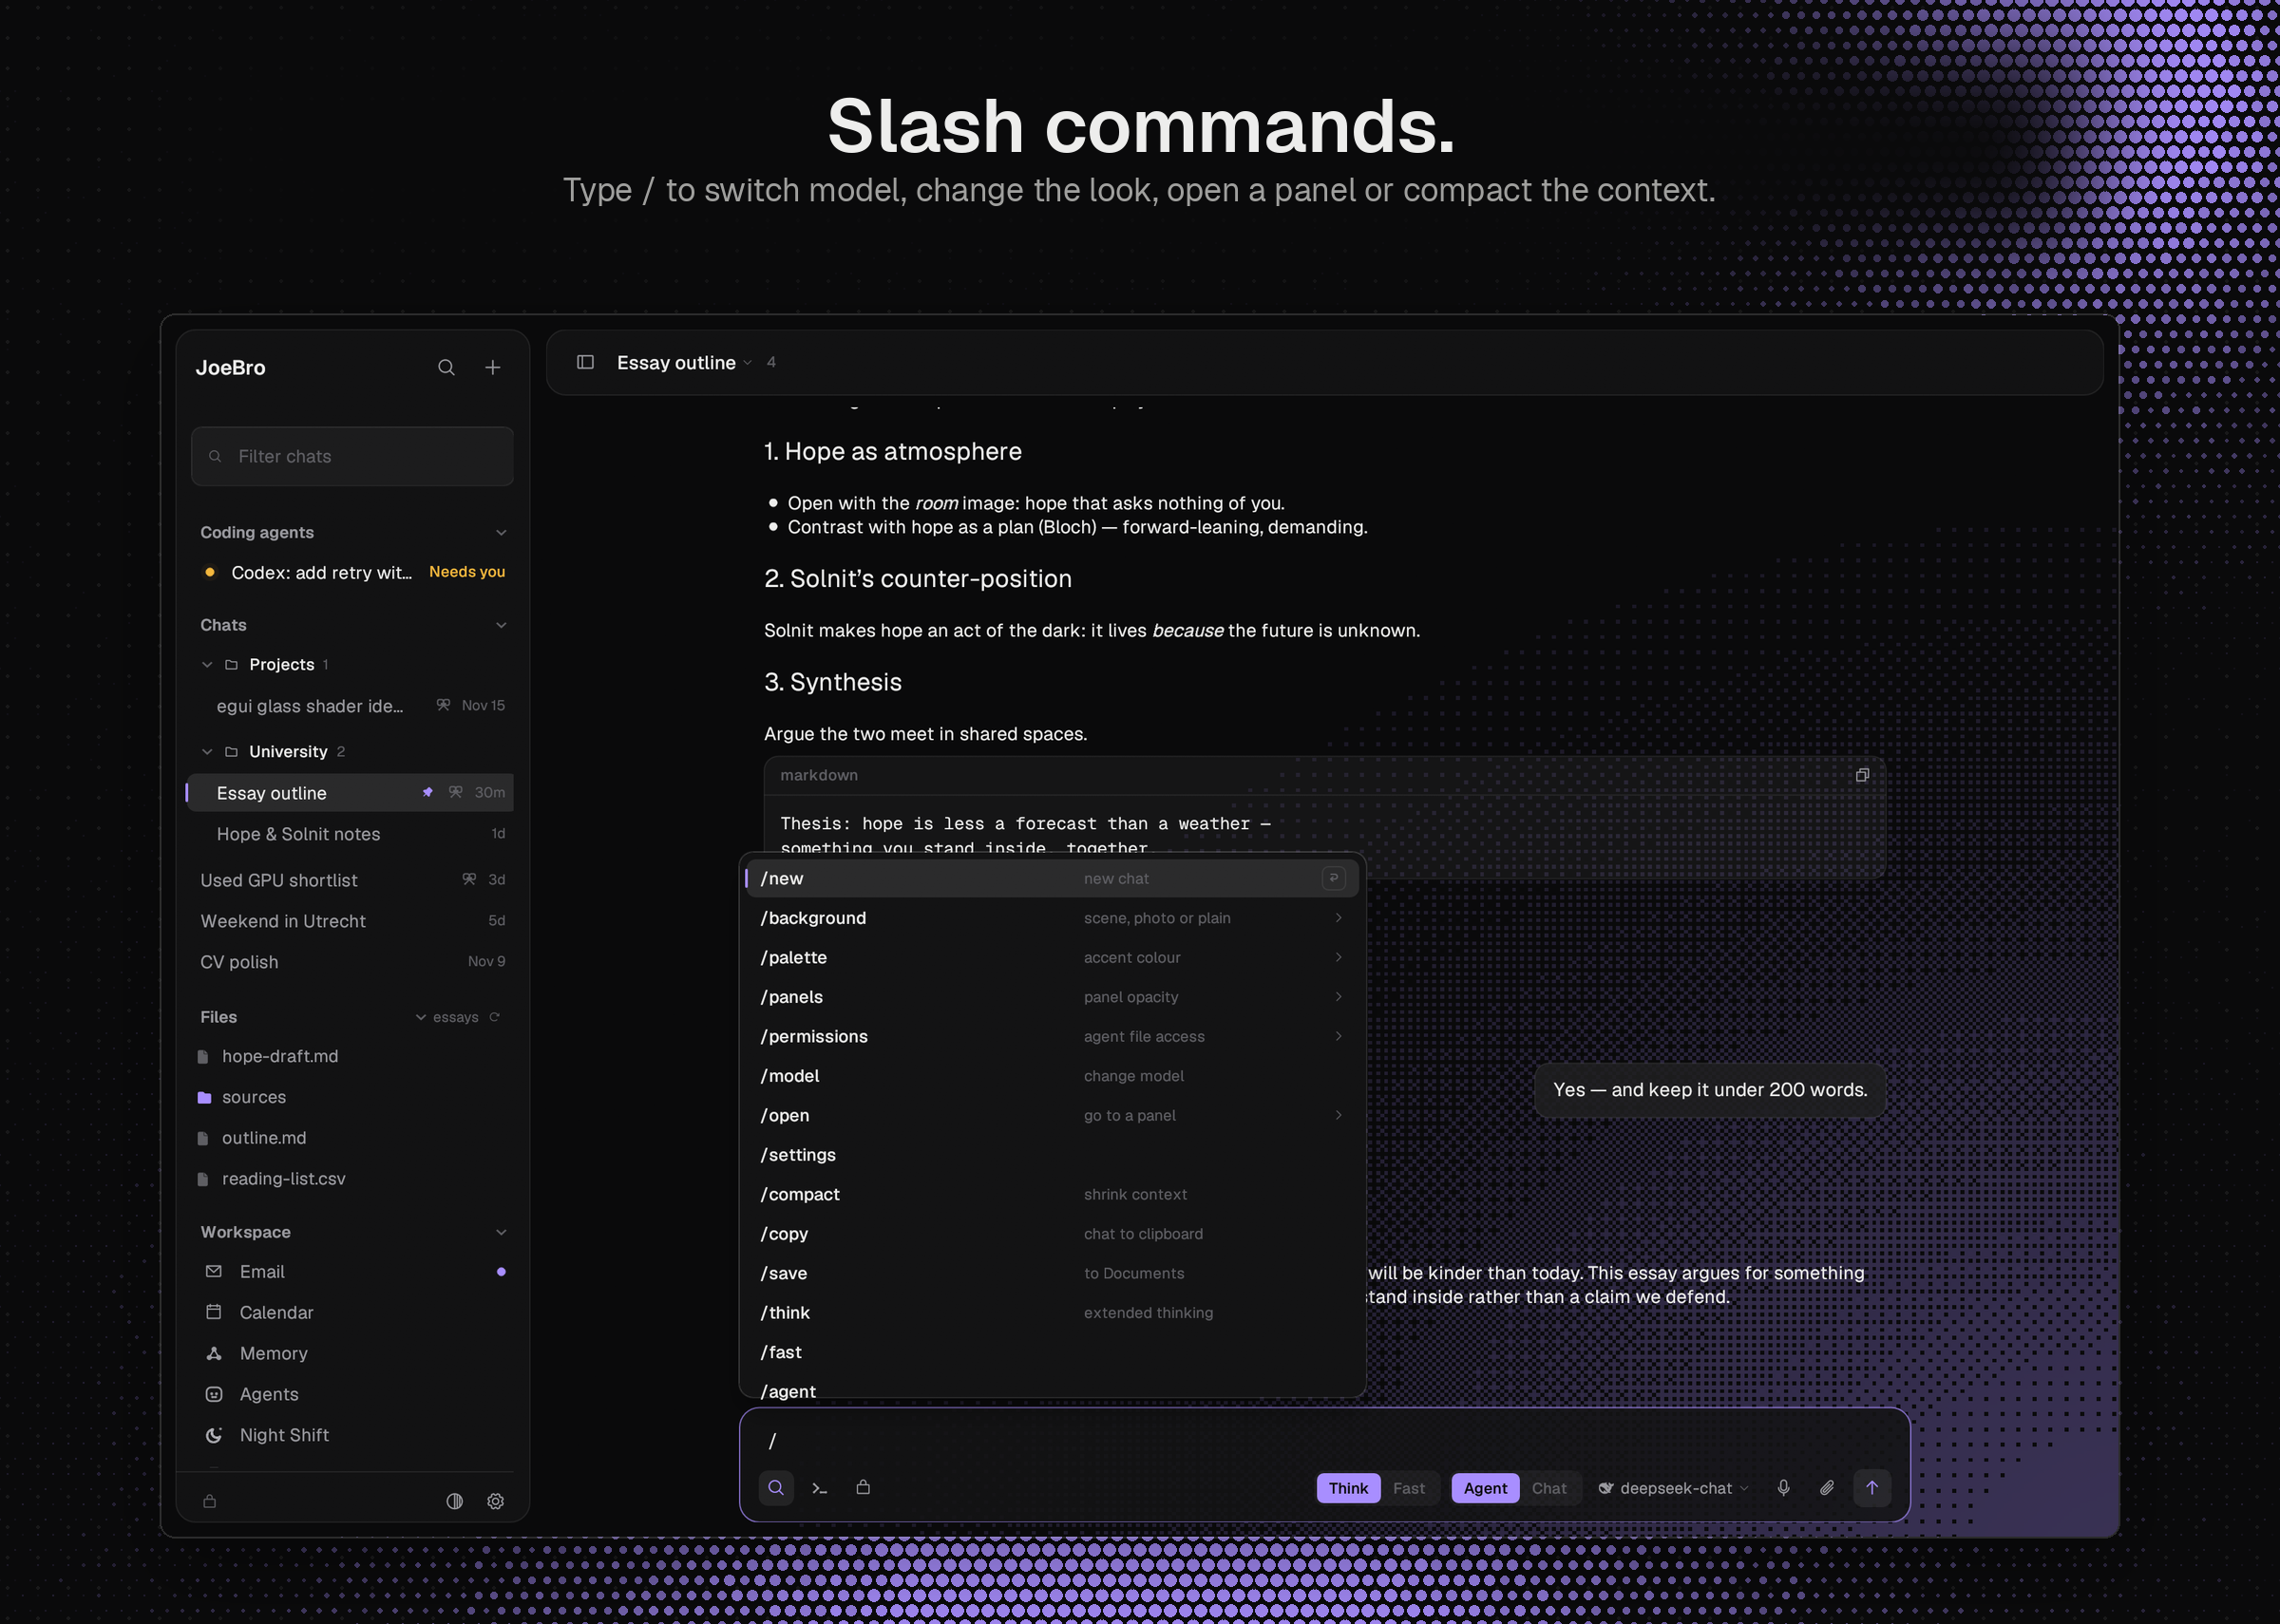 Slash commands.
Type / to switch model, change the look, open a panel or compact the context.
JoeBro
Filter chats
Coding agents
Codex: add retry wit... Needs you
Chats
Projects 1
egui glass shader ide... Nov 15
University 2
Essay outline 30m
Hope & Solnit notes 1d
Used GPU shortlist 3d
Weekend in Utrecht 5d
CV polish Nov 9
Files essays
hope-draft.md
sources
outline.md
reading-list.csv
Workspace
Email
Calendar
Memory
Agents
Night Shift
Essay outline 4
1. Hope as atmosphere
Open with the room image: hope that asks nothing of you.
Contrast with hope as a plan (Bloch) — forward-leaning, demanding.
2. Solnit’s counter-position
Solnit makes hope an act of the dark: it lives because the future is unknown.
3. Synthesis
Argue the two meet in shared spaces.
markdown
Thesis: hope is less a forecast than a weather —
something you stand inside, together.
/new new chat
/background scene, photo or plain
/palette accent colour
/panels panel opacity
/permissions agent file access
/model change model
/open go to a panel
/settings
/compact shrink context
/copy chat to clipboard
/save to Documents
/think extended thinking
/fast
/agent
Yes — and keep it under 200 words.
will be kinder than today. This essay argues for something
stand inside rather than a claim we defend.
/
Think Fast Agent Chat deepseek-chat